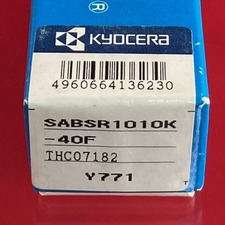 ®
KYOCERA
4960664136230
SABSR1010K
-40F
THC07182
Y771